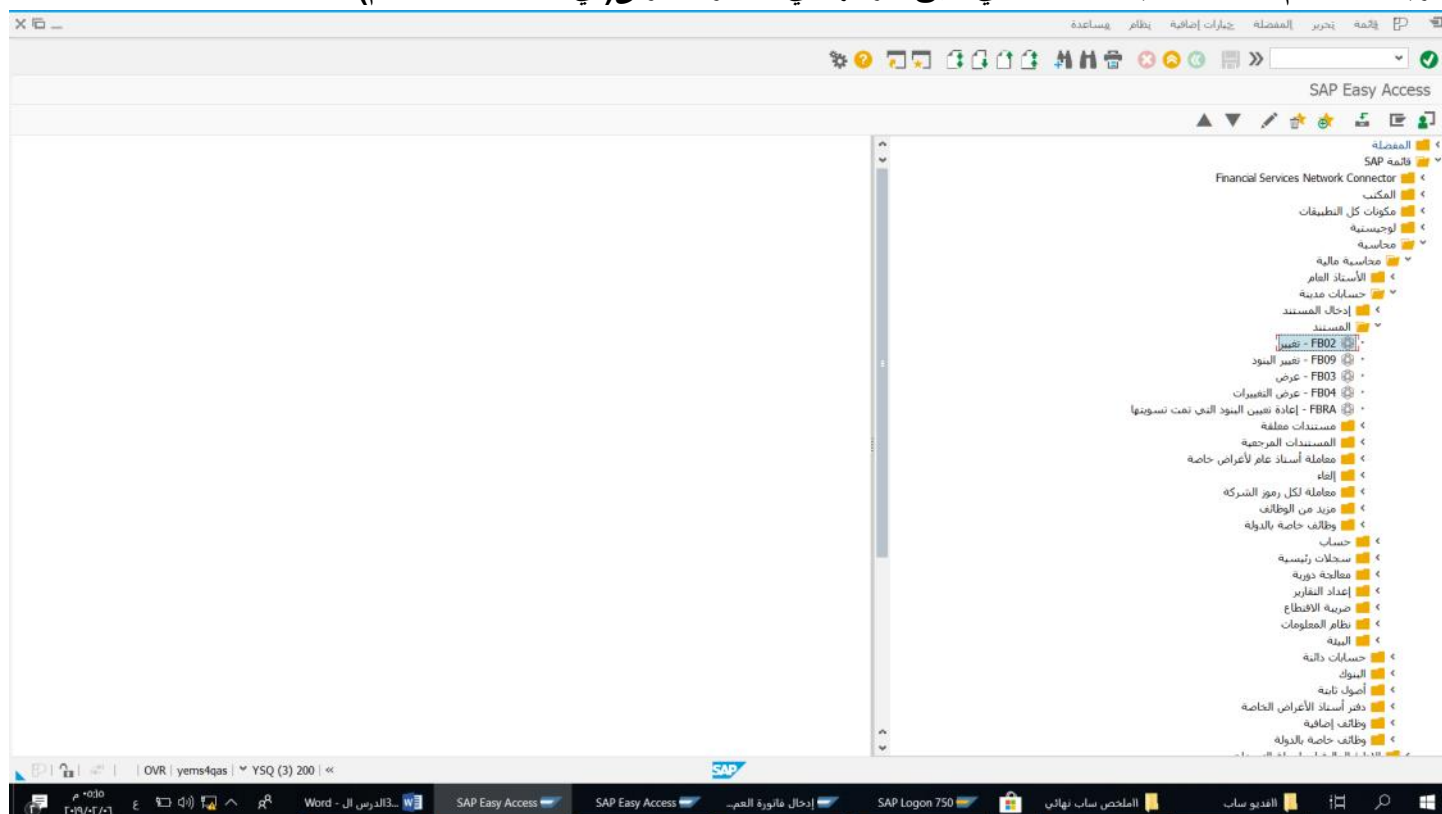 قائمة تحرير المفضلة خيارات إضافية نظام مساعدة
SAP Easy Access
المفضلة
قائمة SAP
Financial Services Network Connector
المكتب
مكونات كل التطبيقات
لوجيستية
محاسبة
محاسبة مالية
الأستاذ العام
حسابات مدينة
إدخال المستند
المستند
FB02 - تغيير
FB09 - تغيير البنود
FB03 - عرض
FB04 - عرض التغييرات
FBRA - إعادة تعيين البنود التي تمت تسويتها
مستندات معلقة
المستندات المرجعية
معاملة أستاذ عام لأغراض خاصة
إلغاء
معاملة لكل رموز الشركة
مزيد من الوظائف
وظائف خاصة بالدولة
حساب
سجلات رئيسية
معالجة دورية
إعداد التقارير
ضريبة الاقتطاع
نظام المعلومات
البيئة
حسابات دائنة
البنوك
أصول ثابتة
دفتر أستاذ الأغراض الخاصة
وظائف إضافية
وظائف خاصة بالدولة
SAP
YSQ (3) 200
yems4qas
OVR
الفديو ساب
الملخص ساب نهائي
SAP Logon 750
إدخال فاتورة العم...
SAP Easy Access
SAP Easy Access
الدرس ال3... - Word
ع
٠٥:١٥ م
٢٠١٩/٠٢/٠٦